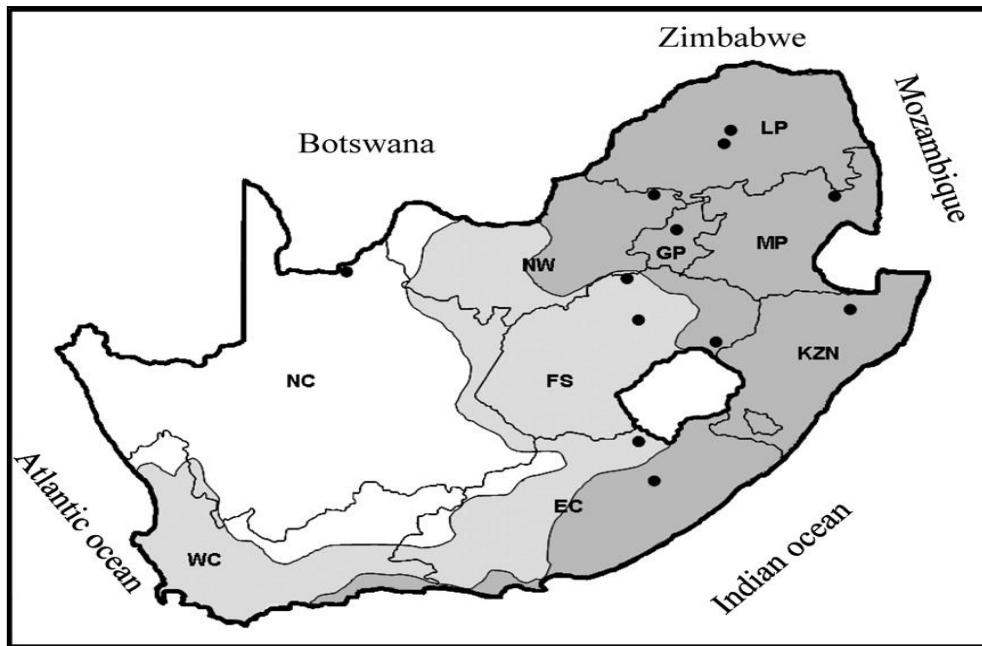 Zimbabwe
Mozambique
Botswana
LP
NW
GP
MP
KZN
NC
FS
EC
WC
Atlantic ocean
Indian ocean